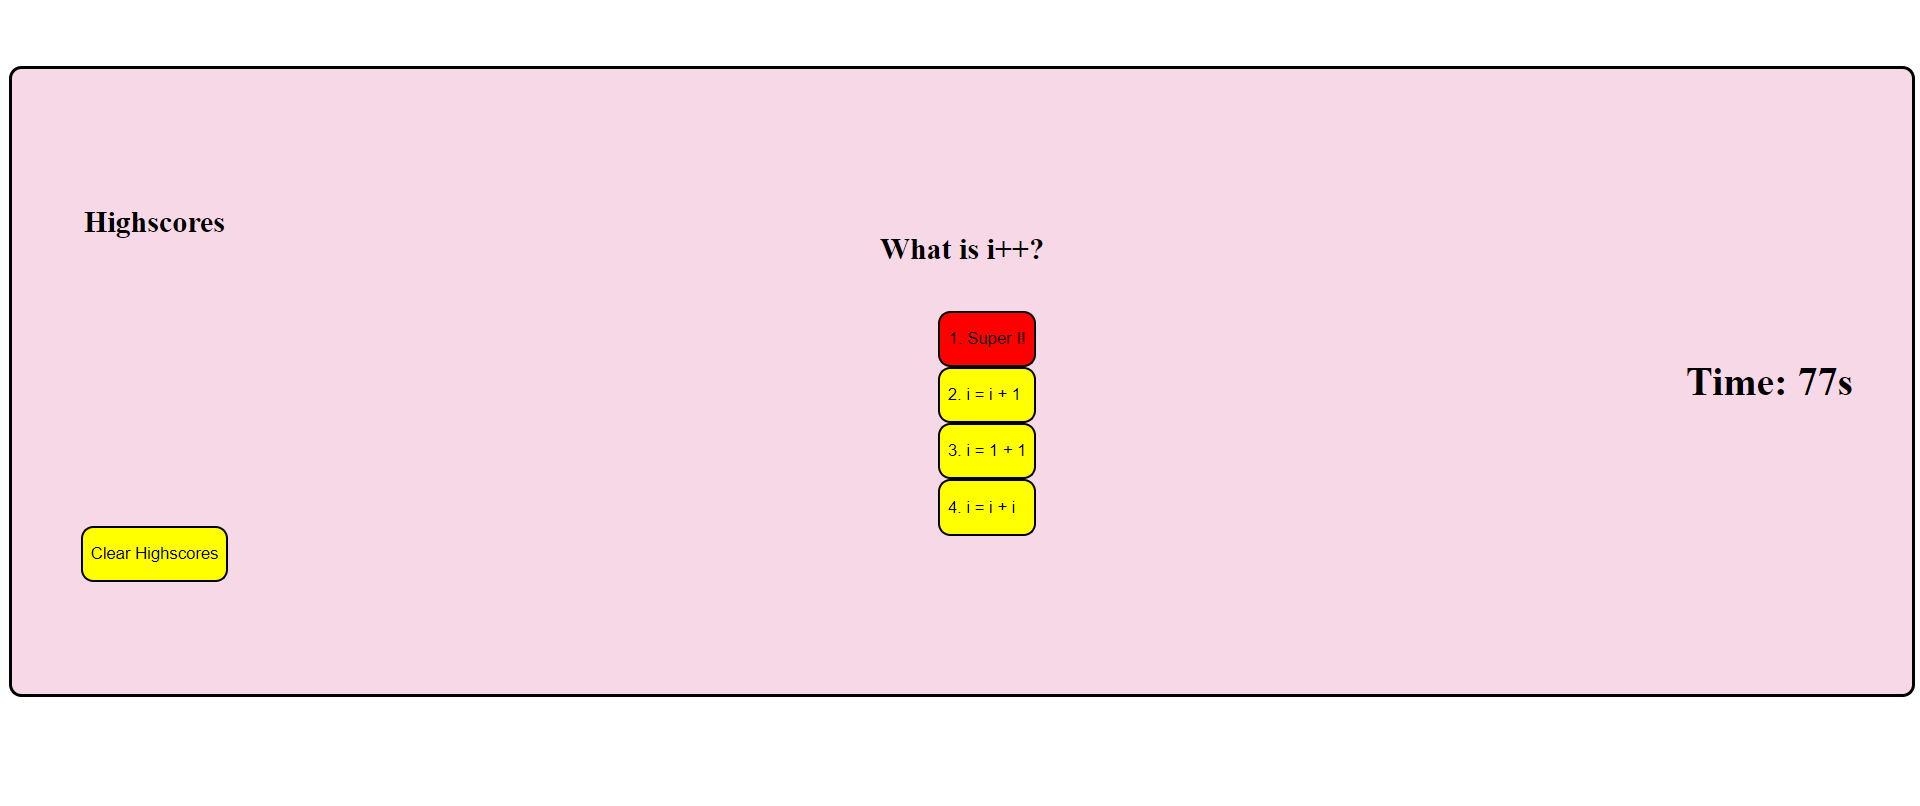 Highscores
What is i++?
1. Super I!
2. i = i + 1
3. i = 1 + 1
4. i = i + i
Time: 77s
Clear Highscores